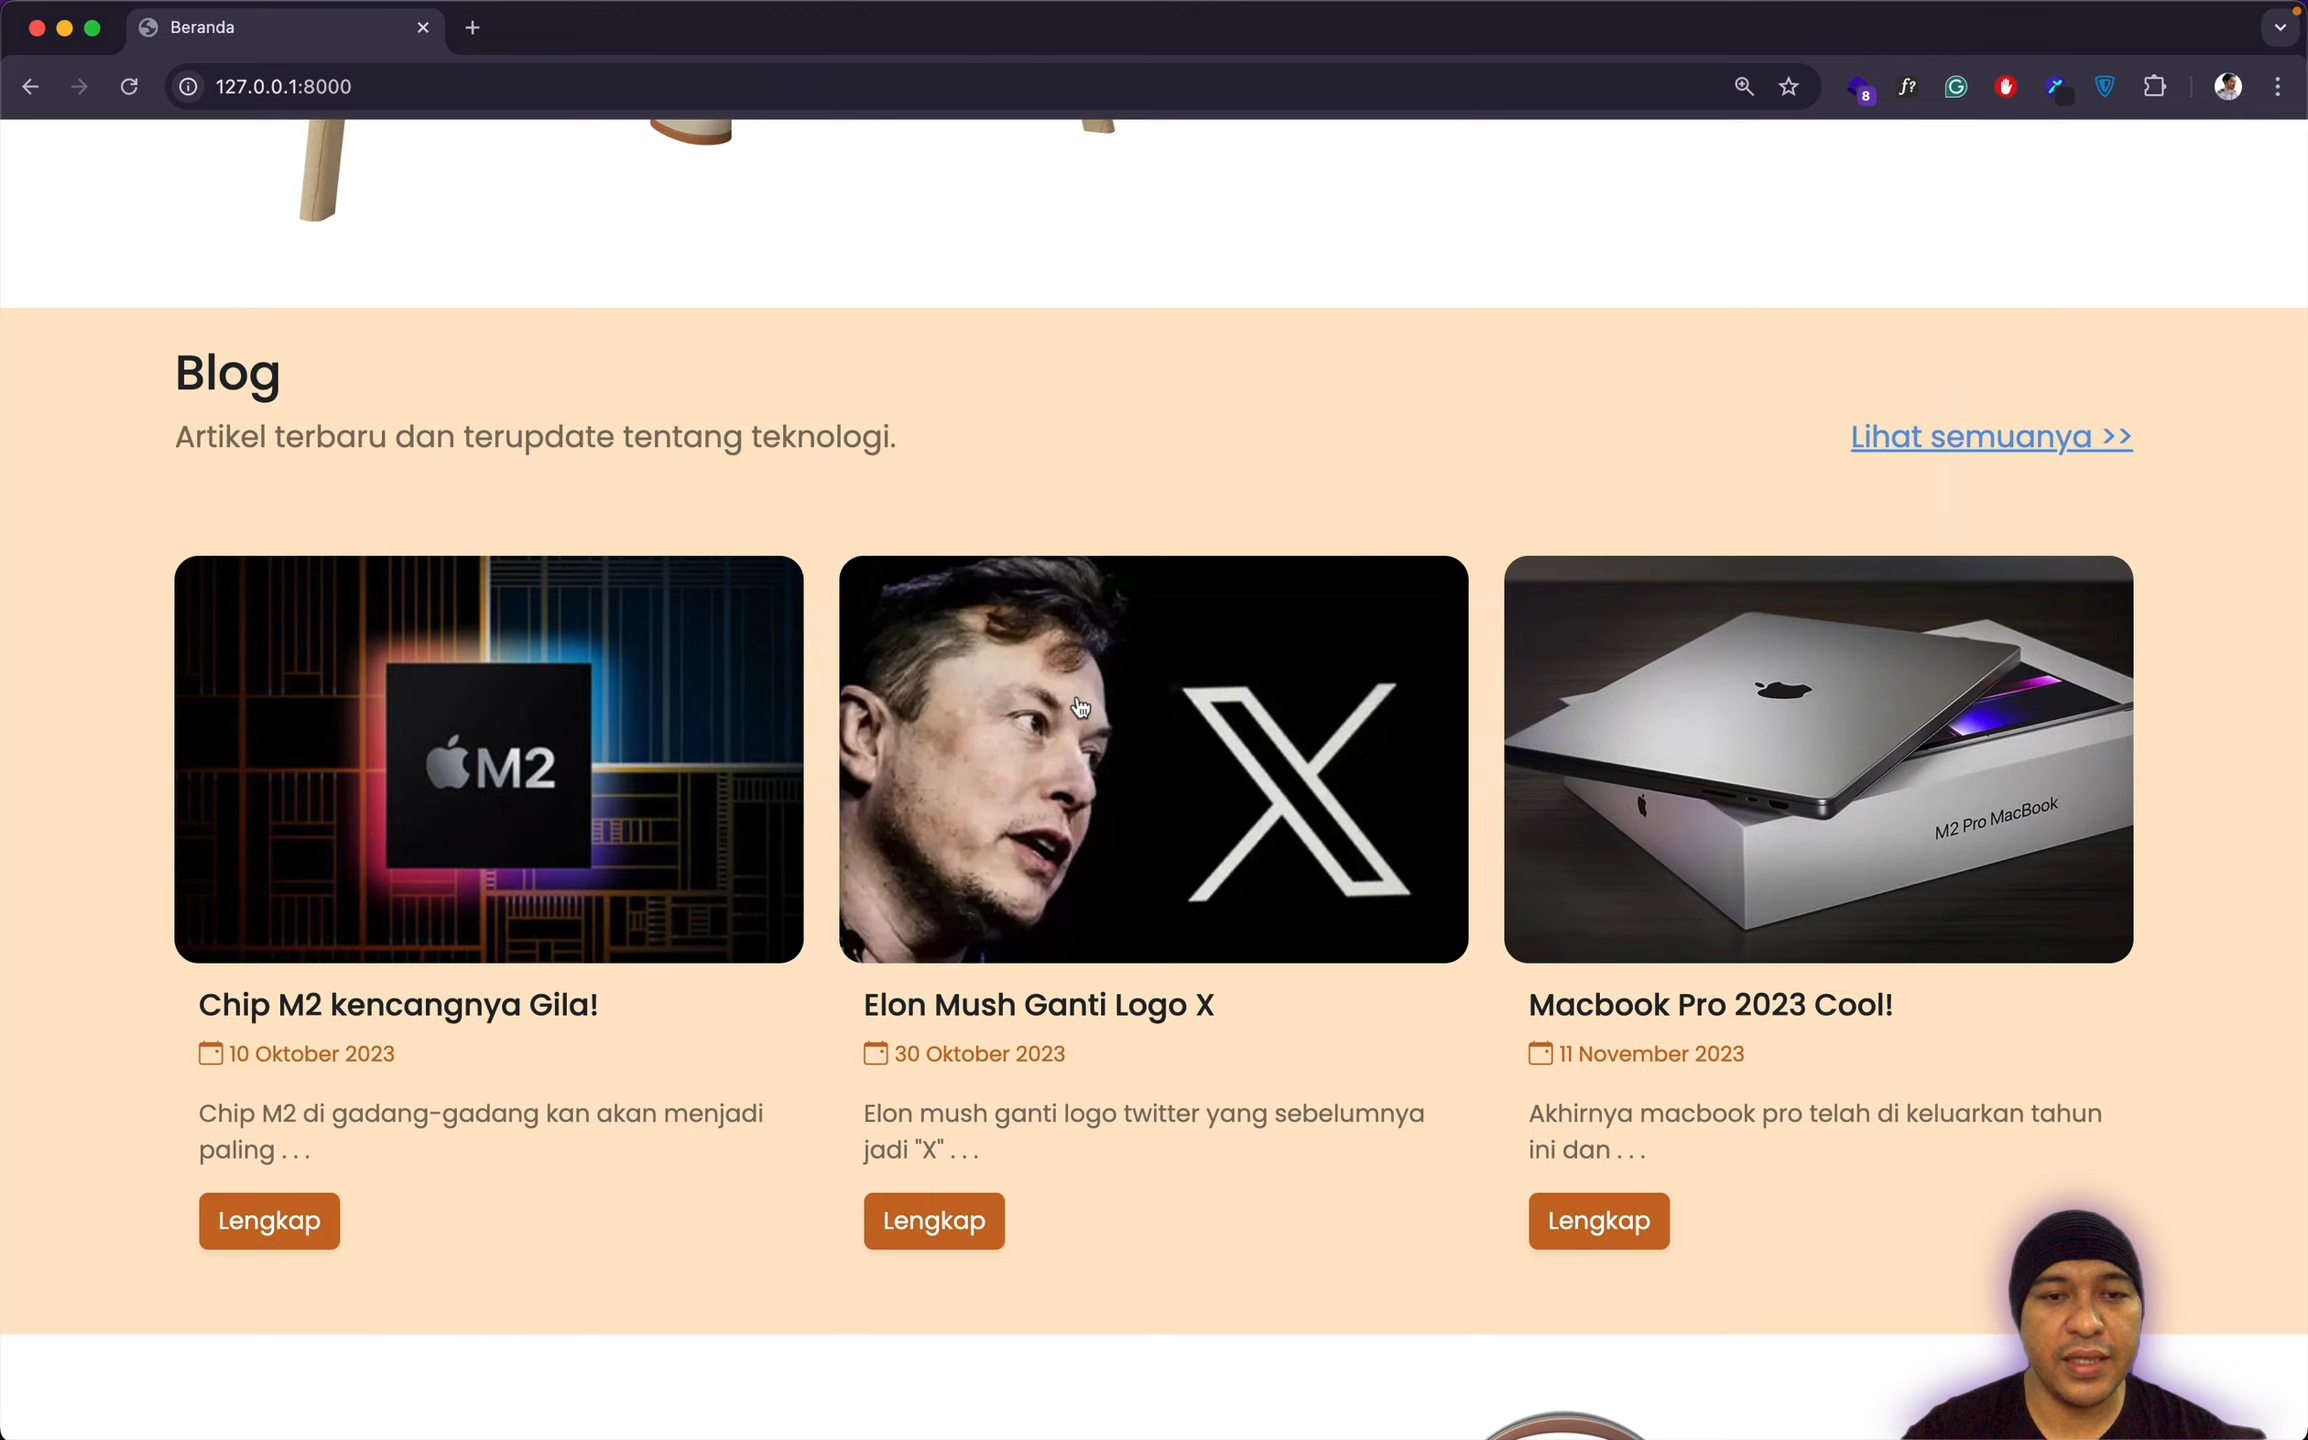 Beranda
127.0.0.1:8000
8
f?
Blog
Artikel terbaru dan terupdate tentang teknologi.
Lihat semuanya >>
M2
X
M2 Pro MacBook
Chip M2 kencangnya Gila!
10 Oktober 2023
Chip M2 di gadang-gadang kan akan menjadi
paling . . .
Lengkap
Elon Mush Ganti Logo X
30 Oktober 2023
Elon mush ganti logo twitter yang sebelumnya
jadi "X" . . .
Lengkap
Macbook Pro 2023 Cool!
11 November 2023
Akhirnya macbook pro telah di keluarkan tahun
ini dan . . .
Lengkap